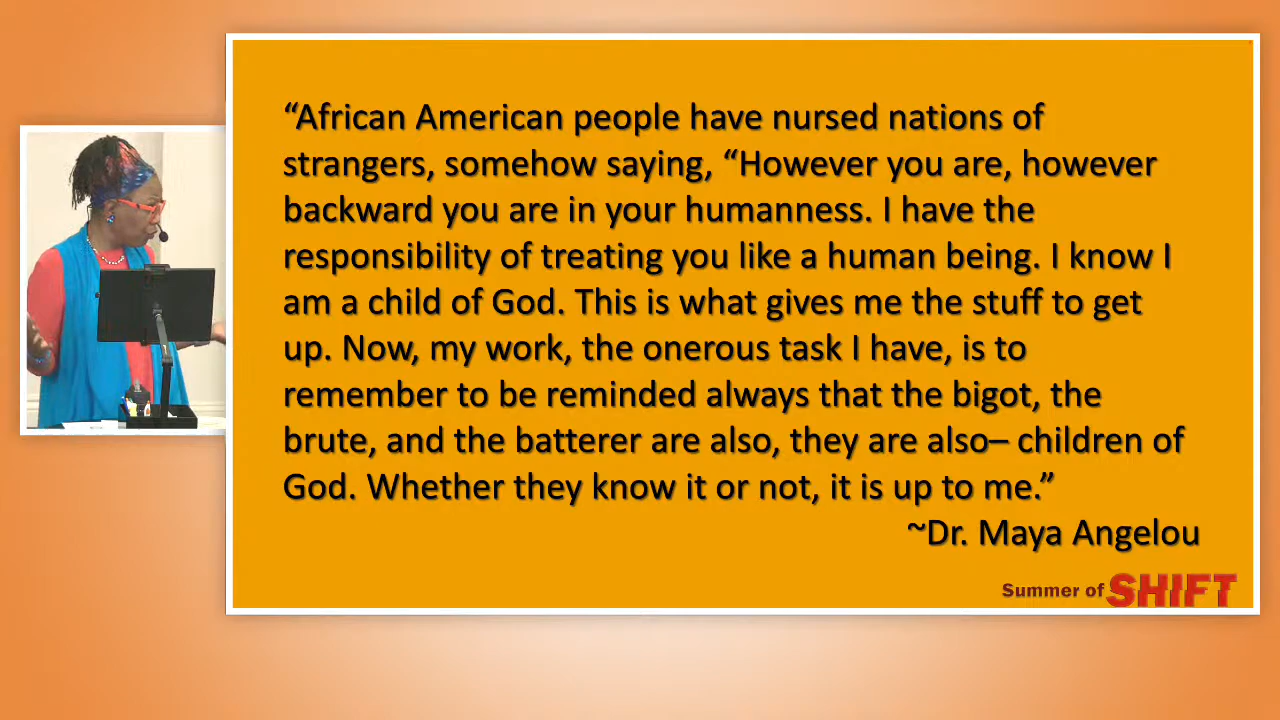 “African American people have nursed nations of
strangers, somehow saying, “However you are, however
backward you are in your humanness. I have the
responsibility of treating you like a human being. I know I
am a child of God. This is what gives me the stuff to get
up. Now, my work, the onerous task I have, is to
remember to be reminded always that the bigot, the
brute, and the batterer are also, they are also– children of
God. Whether they know it or not, it is up to me.”
~Dr. Maya Angelou
Summer of SHIFT